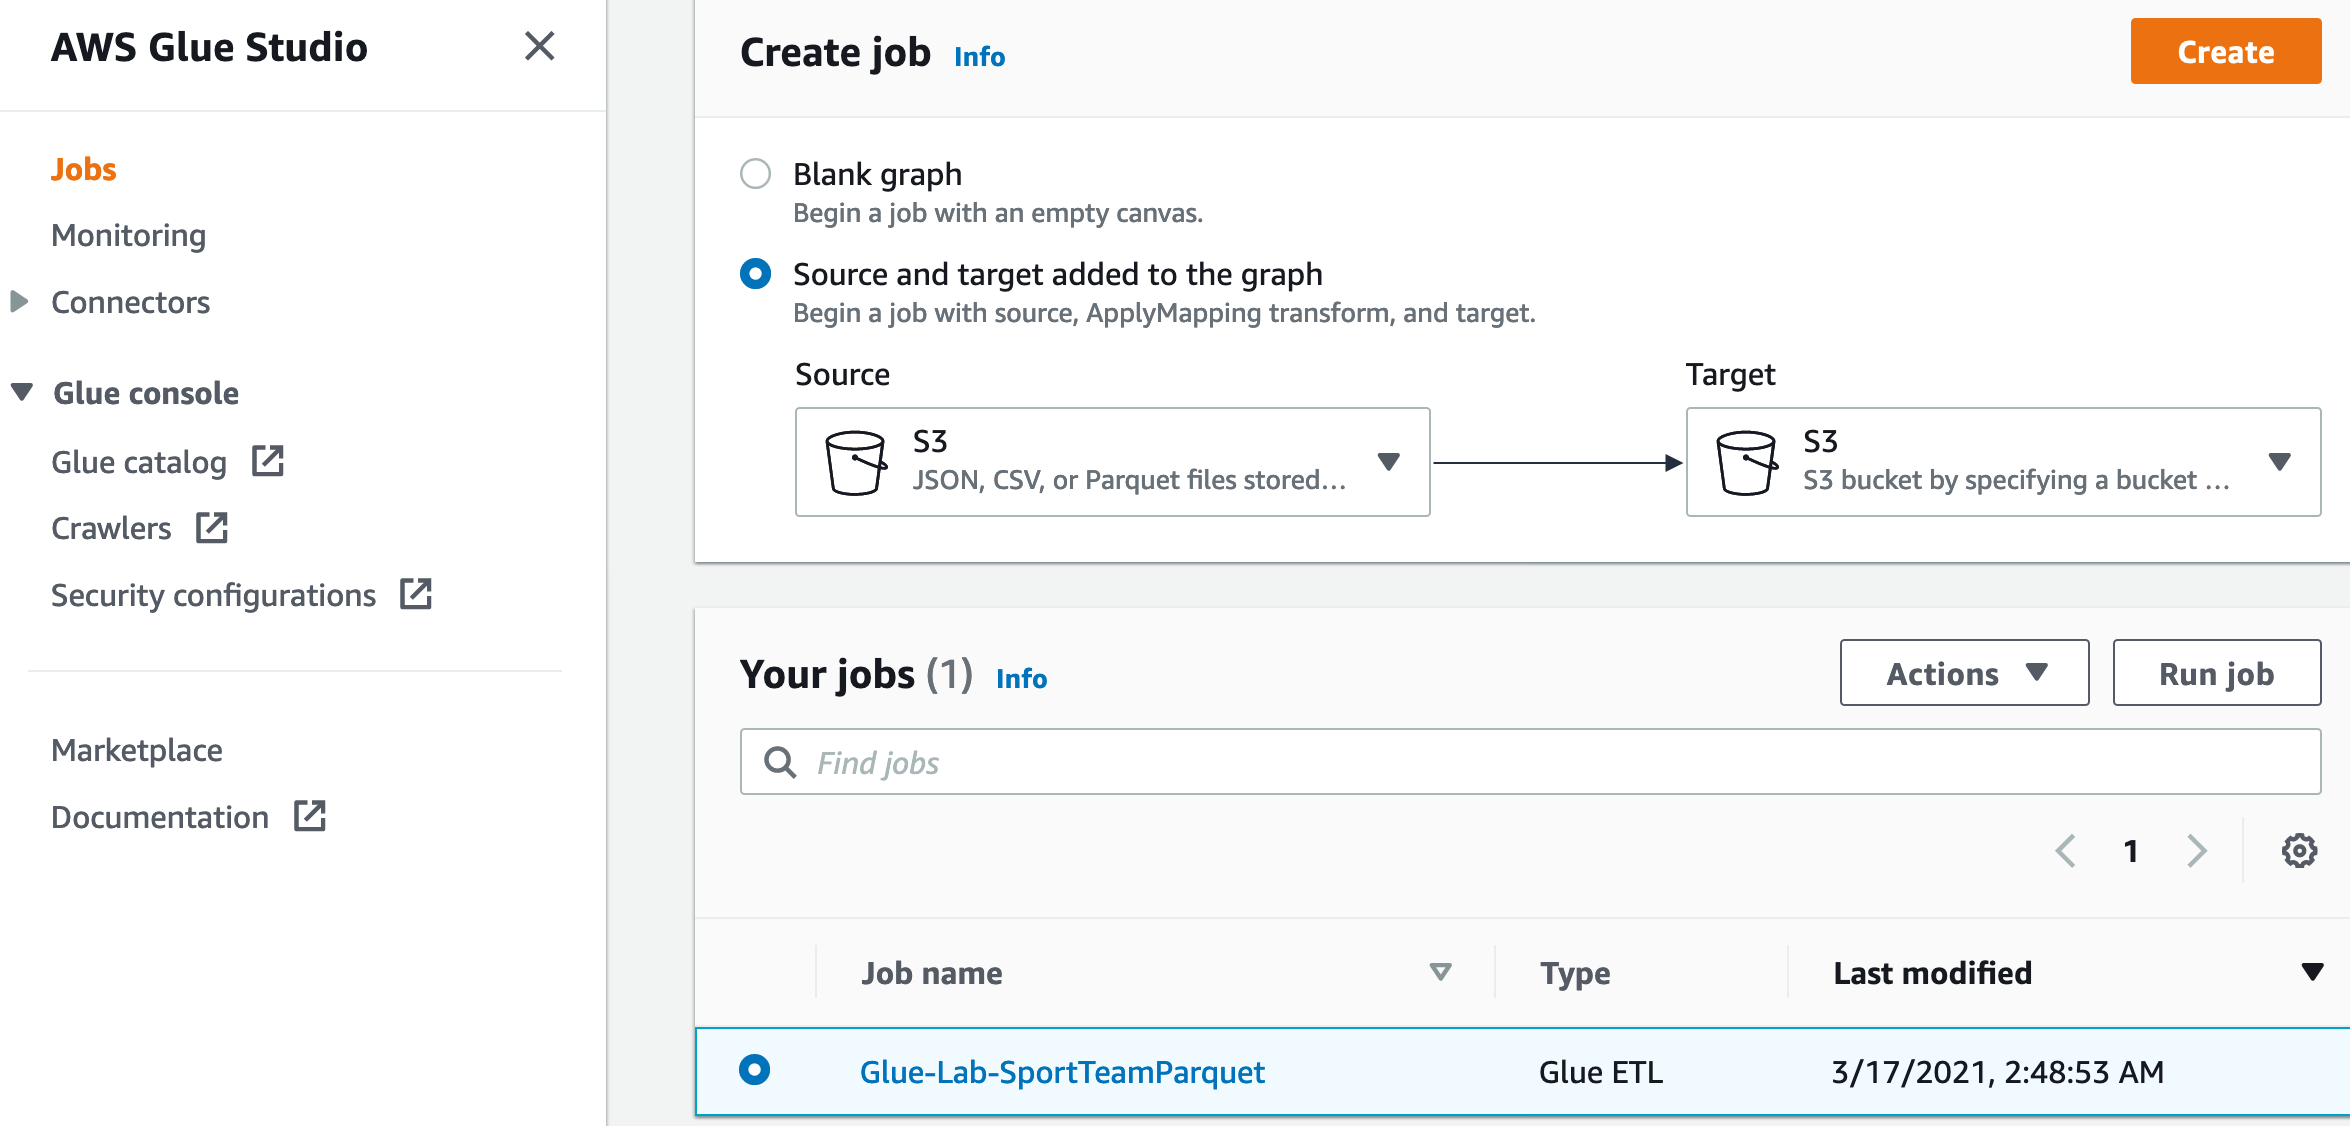 AWS Glue Studio
Jobs
Monitoring
Connectors
Glue console
Glue catalog
Crawlers
Security configurations
Marketplace
Documentation
Create job Info
Create
Blank graph
Begin a job with an empty canvas.
Source and target added to the graph
Begin a job with source, ApplyMapping transform, and target.
Source
S3
JSON, CSV, or Parquet files stored...
Target
S3
S3 bucket by specifying a bucket ...
Your jobs (1) Info
Actions
Run job
Find jobs
1
Job name Type Last modified
Glue-Lab-SportTeamParquet Glue ETL 3/17/2021, 2:48:53 AM